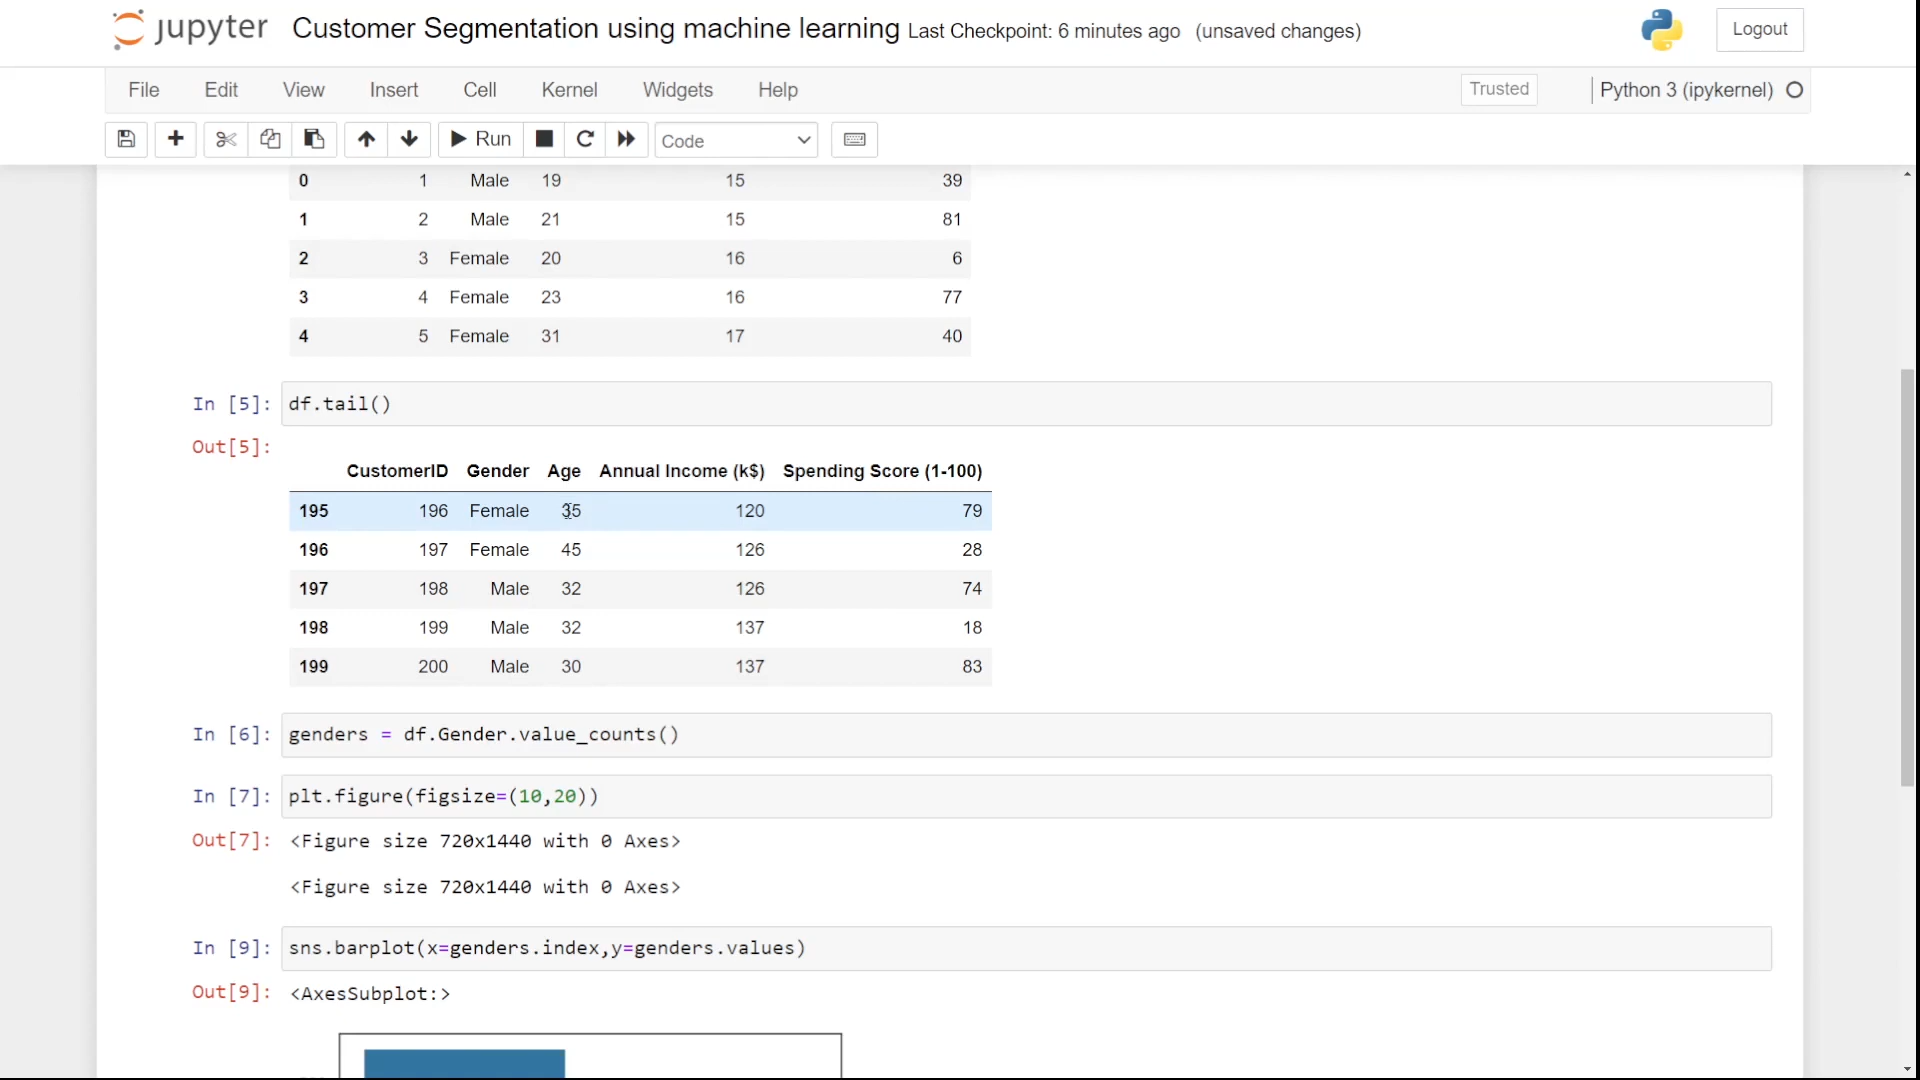 jupyter Customer Segmentation using machine learning Last Checkpoint: 6 minutes ago (unsaved changes) Logout
File Edit View Insert Cell Kernel Widgets Help Trusted Python 3 (ipykernel)
Run Code
0 1 Male 19 15 39
1 2 Male 21 15 81
2 3 Female 20 16 6
3 4 Female 23 16 77
4 5 Female 31 17 40
In [5]: df.tail()
Out[5]:
CustomerID Gender Age Annual Income (k$) Spending Score (1-100)
195 196 Female 35 120 79
196 197 Female 45 126 28
197 198 Male 32 126 74
198 199 Male 32 137 18
199 200 Male 30 137 83
In [6]: genders = df.Gender.value_counts()
In [7]: plt.figure(figsize=(10,20))
Out[7]: <Figure size 720x1440 with 0 Axes>
<Figure size 720x1440 with 0 Axes>
In [9]: sns.barplot(x=genders.index,y=genders.values)
Out[9]: <AxesSubplot:>